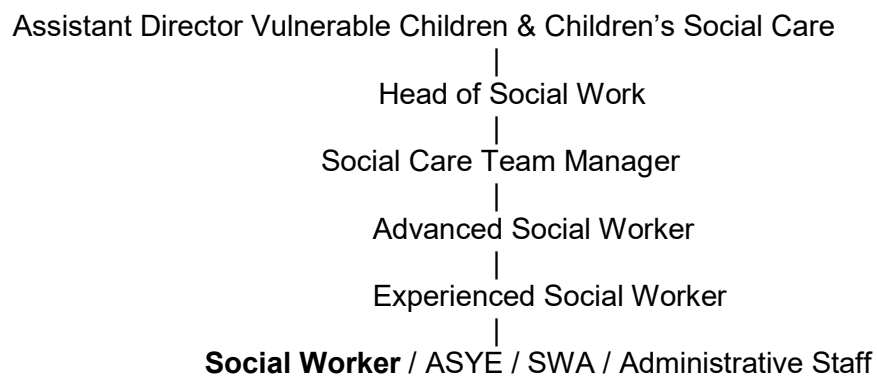 Assistant Director Vulnerable Children & Children’s Social Care
|
Head of Social Work
|
Social Care Team Manager
|
Advanced Social Worker
|
Experienced Social Worker
|
Social Worker / ASYE / SWA / Administrative Staff